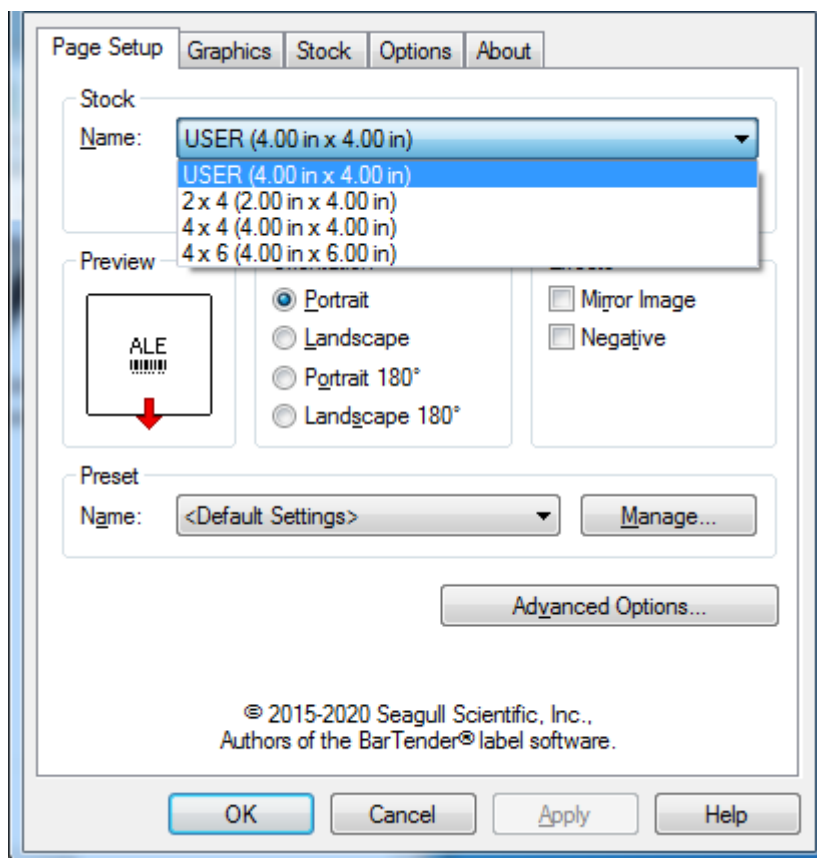 Page Setup Graphics Stock Options About
Stock
Name: USER (4.00 in x 4.00 in)
USER (4.00 in x 4.00 in)
2 x 4 (2.00 in x 4.00 in)
4 x 4 (4.00 in x 4.00 in)
4 x 6 (4.00 in x 6.00 in)
Preview
ALE
Portrait
Landscape
Portrait 180°
Landscape 180°
Mirror Image
Negative
Preset
Name: <Default Settings> Manage...
Advanced Options...
© 2015-2020 Seagull Scientific, Inc.,
Authors of the BarTender® label software.
OK Cancel Apply Help